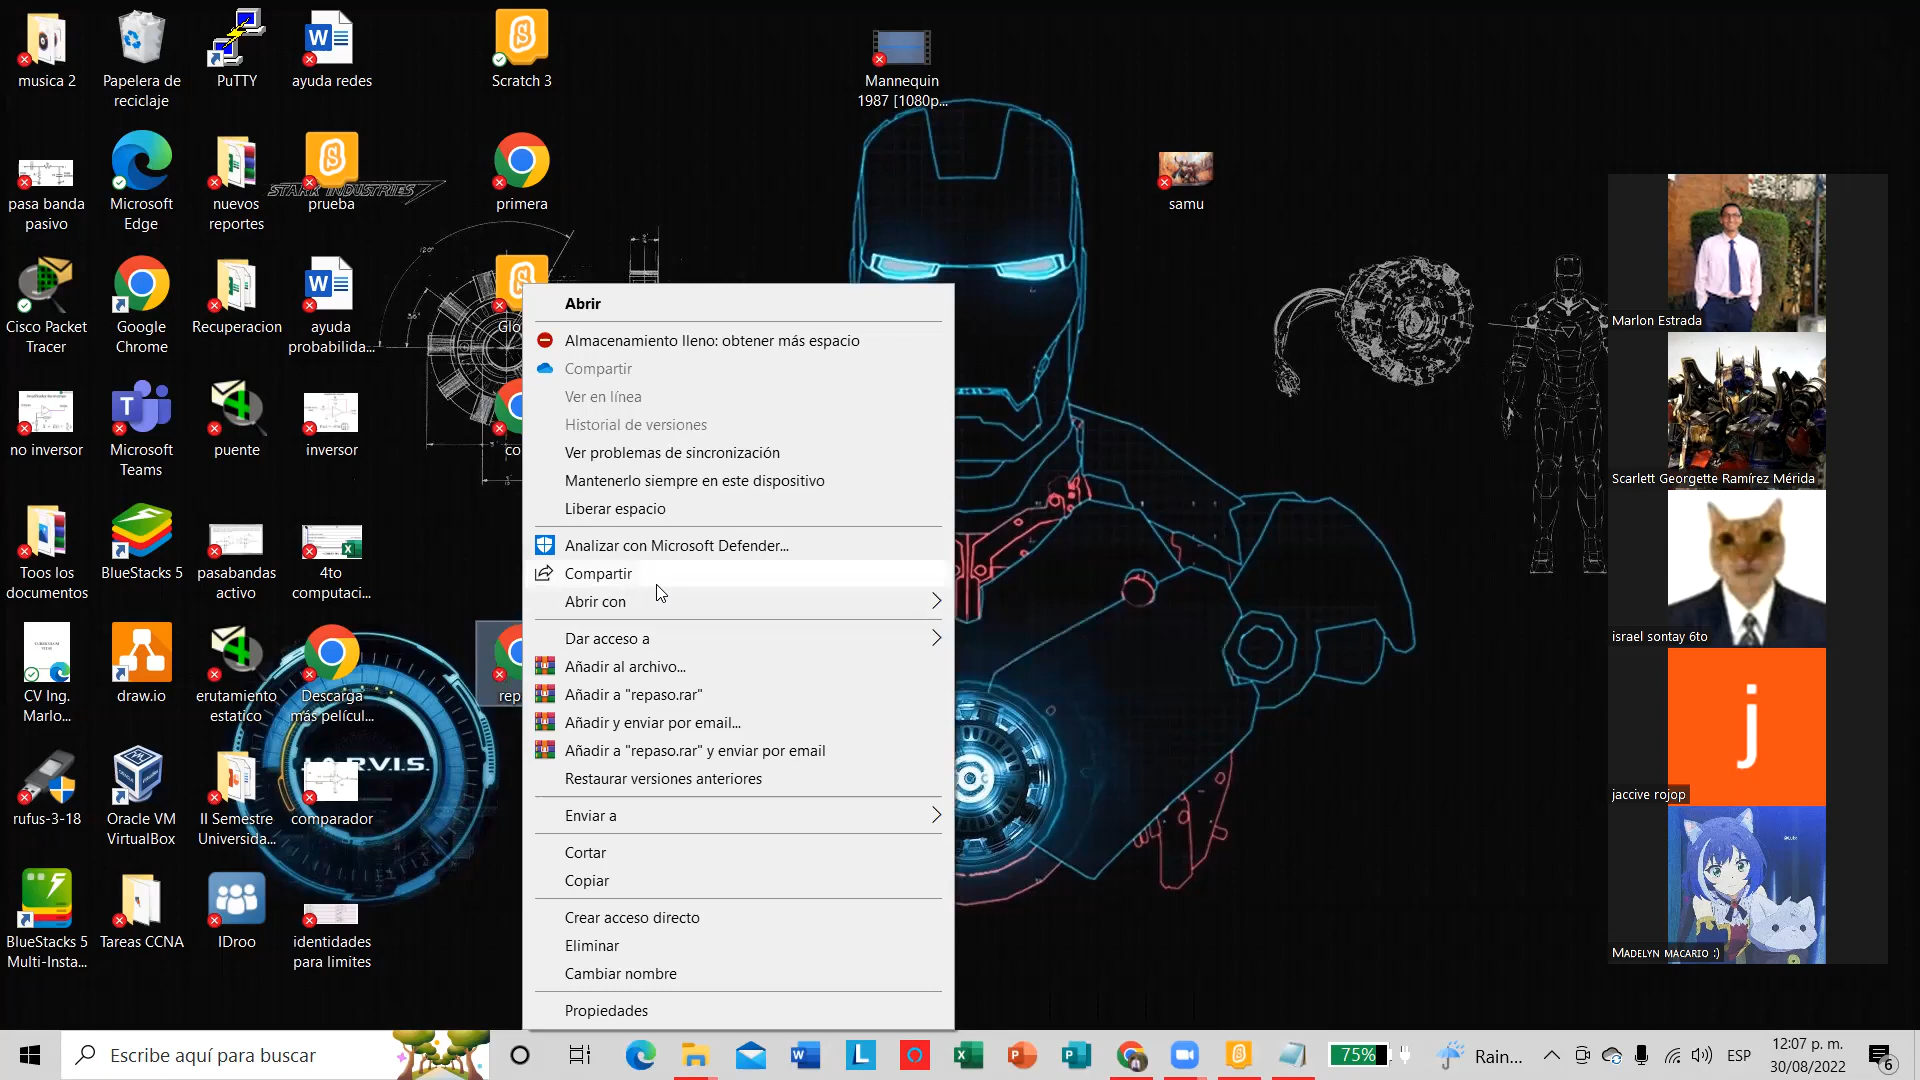 musica 2
Papelera de
reciclaje
PuTTY
ayuda redes
Scratch 3
Mannequin
1987 [1080p...
pasa banda
pasivo
Microsoft
Edge
nuevos
reportes
STARK INDUSTRIES
prueba
primera
samu
Cisco Packet
Tracer
Google
Chrome
Recuperacion
ayuda
probabilida...
Glo
no inversor
Microsoft
Teams
puente
inversor
co
Toos los
documentos
BlueStacks 5
pasabandas
activo
4to
computaci...
CV Ing.
Marlo...
draw.io
erutamiento
estatico
Descarga
más películ...
rep
J.A.R.V.I.S.
rufus-3-18
Oracle VM
VirtualBox
II Semestre
Universida...
comparador
BlueStacks 5
Multi-Insta...
Tareas CCNA
IDroo
identidades
para limites
Abrir
Almacenamiento lleno: obtener más espacio
Compartir
Ver en línea
Historial de versiones
Ver problemas de sincronización
Mantenerlo siempre en este dispositivo
Liberar espacio
Analizar con Microsoft Defender...
Compartir
Abrir con
Dar acceso a
Añadir al archivo...
Añadir a "repaso.rar"
Añadir y enviar por email...
Añadir a "repaso.rar" y enviar por email
Restaurar versiones anteriores
Enviar a
Cortar
Copiar
Crear acceso directo
Eliminar
Cambiar nombre
Propiedades
Marlon Estrada
Scarlett Georgette Ramírez Mérida
israel sontay 6to
j
jaccive rojop
Madelyn macario :)
Escribe aquí para buscar
75%
Rain...
ESP
12:07 p. m.
30/08/2022
6